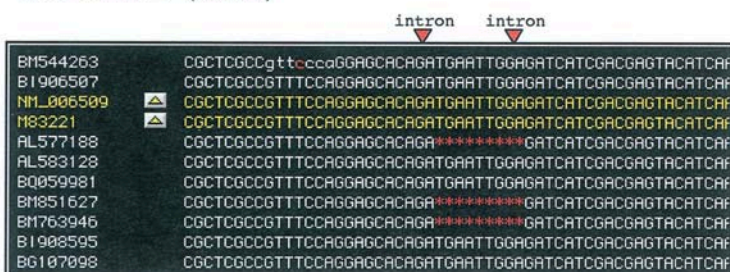 intron intron
BM544263 CGCTCGCCgttcccaGGAGCACAGATGAATTGGAGATCATCGACGAGTACATCAA
BI906507 CGCTCGCCGTTTCCAGGAGCACAGATGAATTGGAGATCATCGACGAGTACATCAA
NM_006509 CGCTCGCCGTTTCCAGGAGCACAGATGAATTGGAGATCATCGACGAGTACATCAA
M83221 CGCTCGCCGTTTCCAGGAGCACAGATGAATTGGAGATCATCGACGAGTACATCAA
AL577188 CGCTCGCCGTTTCCAGGAGCACAGA*********GATCATCGACGAGTACATCAA
AL583128 CGCTCGCCGTTTCCAGGAGCACAGATGAATTGGAGATCATCGACGAGTACATCAA
BQ059981 CGCTCGCCGTTTCCAGGAGCACAGATGAATTGGAGATCATCGACGAGTACATCAA
BM851627 CGCTCGCCGTTTCCAGGAGCACAGA*********GATCATCGACGAGTACATCAA
BM763946 CGCTCGCCGTTTCCAGGAGCACAGA*********GATCATCGACGAGTACATCAA
BI908595 CGCTCGCCGTTTCCAGGAGCACAGATGAATTGGAGATCATCGACGAGTACATCAA
BG107098 CGCTCGCCGTTTCCAGGAGCACAGATGAATTGGAGATCATCGACGAGTACATCAA